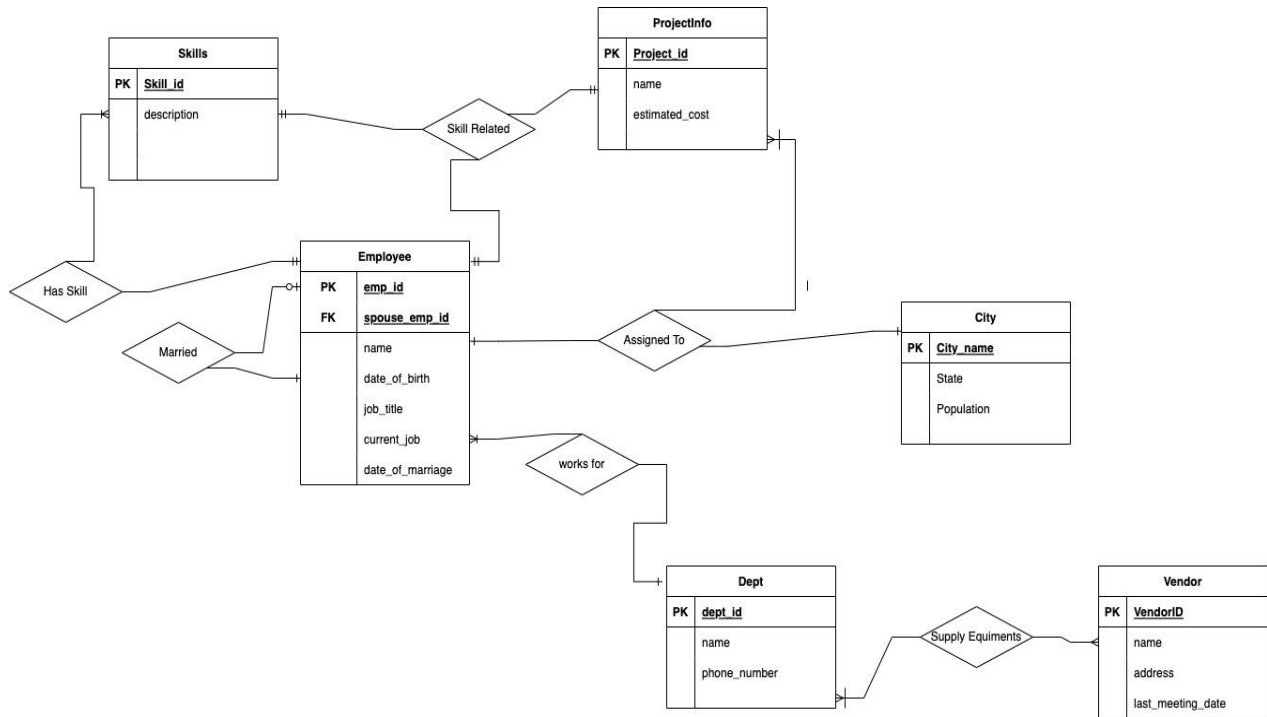 ProjectInfo
PK Project_id
name
estimated_cost
Skills
PK Skill_id
description
Skill Related
Employee
PK emp_id
FK spouse_emp_id
name
date_of_birth
job_title
current_job
date_of_marriage
Has Skill
Married
Assigned To
City
PK City_name
State
Population
works for
Dept
PK dept_id
name
phone_number
Supply Equiments
Vendor
PK VendorID
name
address
last_meeting_date